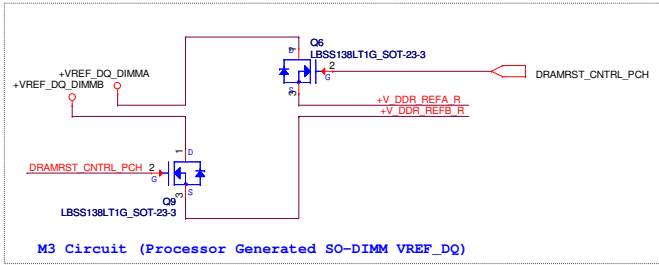 Q6
LBSS138LT1G_SOT-23-3
1
D
2
G
3
S
DRAMRST_CNTRL_PCH
+VREF_DQ_DIMMA
+VREF_DQ_DIMMB
+V_DDR_REFA_R
+V_DDR_REFB_R
1
D
DRAMRST_CNTRL_PCH
2
G
3
S
Q9
LBSS138LT1G_SOT-23-3
M3 Circuit (Processor Generated SO-DIMM VREF_DQ)